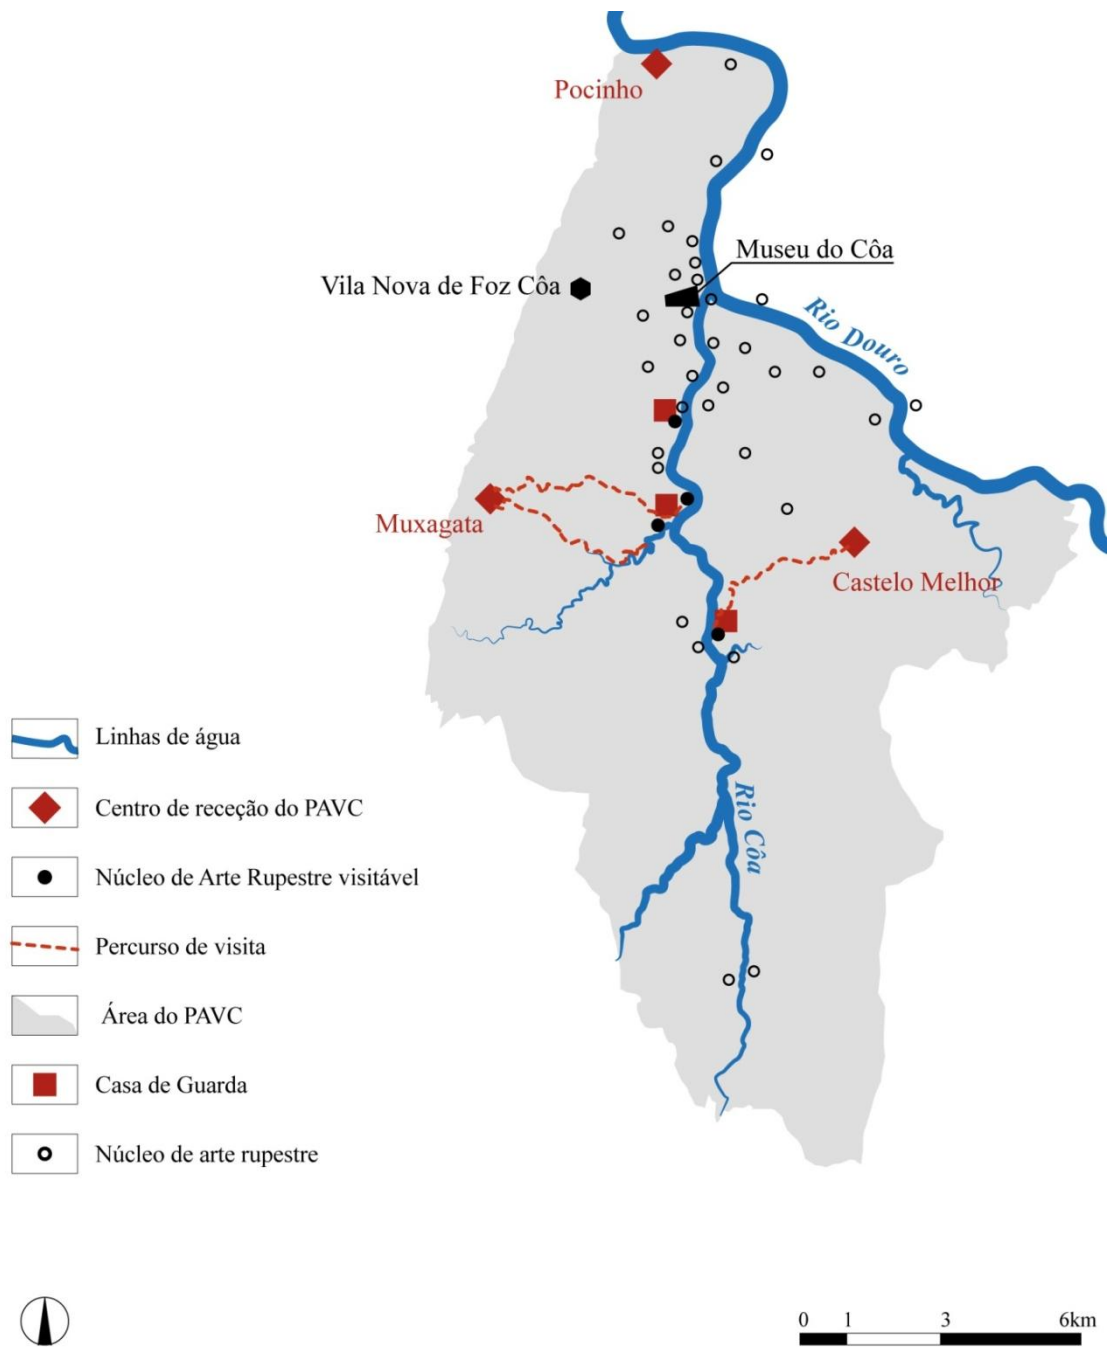 Pocinho
Museu do Côa
Vila Nova de Foz Côa
Rio Douro
Muxagata
Castelo Melhor
Linhas de água
Rio Côa
Centro de receção do PAVC
Núcleo de Arte Rupestre visitável
Percurso de visita
Área do PAVC
Casa de Guarda
Núcleo de arte rupestre
0 1 3 6km